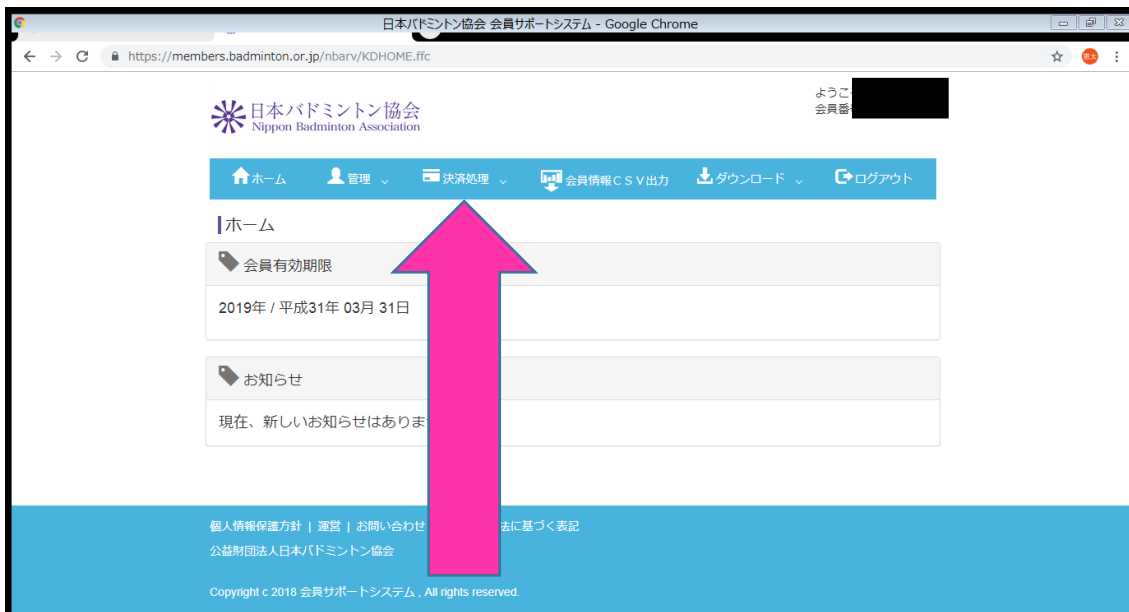 日本バドミントン協会 会員サポートシステム - Google Chrome
https://members.badminton.or.jp/nbarv/KDHOME.ffc
恵太
日本バドミントン協会
Nippon Badminton Association
ようこそ
会員番
ホーム 管理 決済処理 会員情報CSV出力 ダウンロード ログアウト
ホーム
会員有効期限
2019年 / 平成31年 03月 31日
お知らせ
現在、新しいお知らせはありま
個人情報保護方針 | 運営 | お問い合わせ 法に基づく表記
公益財団法人日本バドミントン協会
Copyright c 2018 会員サポートシステム , All rights reserved.